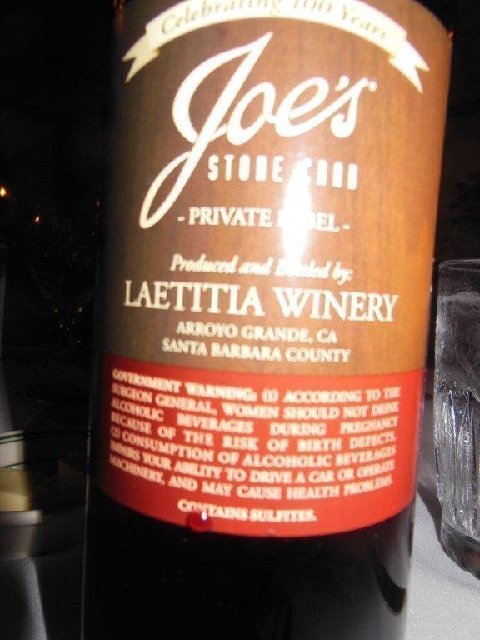 Celebrating 100 Years
Joe's
STONE CRAB
- PRIVATE LABEL -
Produced and Bottled by:
LAETITIA WINERY
ARROYO GRANDE, CA
SANTA BARBARA COUNTY
GOVERNMENT WARNING: (1) ACCORDING TO THE
SURGEON GENERAL, WOMEN SHOULD NOT DRINK
ALCOHOLIC BEVERAGES DURING PREGNANCY
BECAUSE OF THE RISK OF BIRTH DEFECTS.
(2) CONSUMPTION OF ALCOHOLIC BEVERAGES
IMPAIRS YOUR ABILITY TO DRIVE A CAR OR OPERATE
MACHINERY, AND MAY CAUSE HEALTH PROBLEMS.
CONTAINS SULFITES.